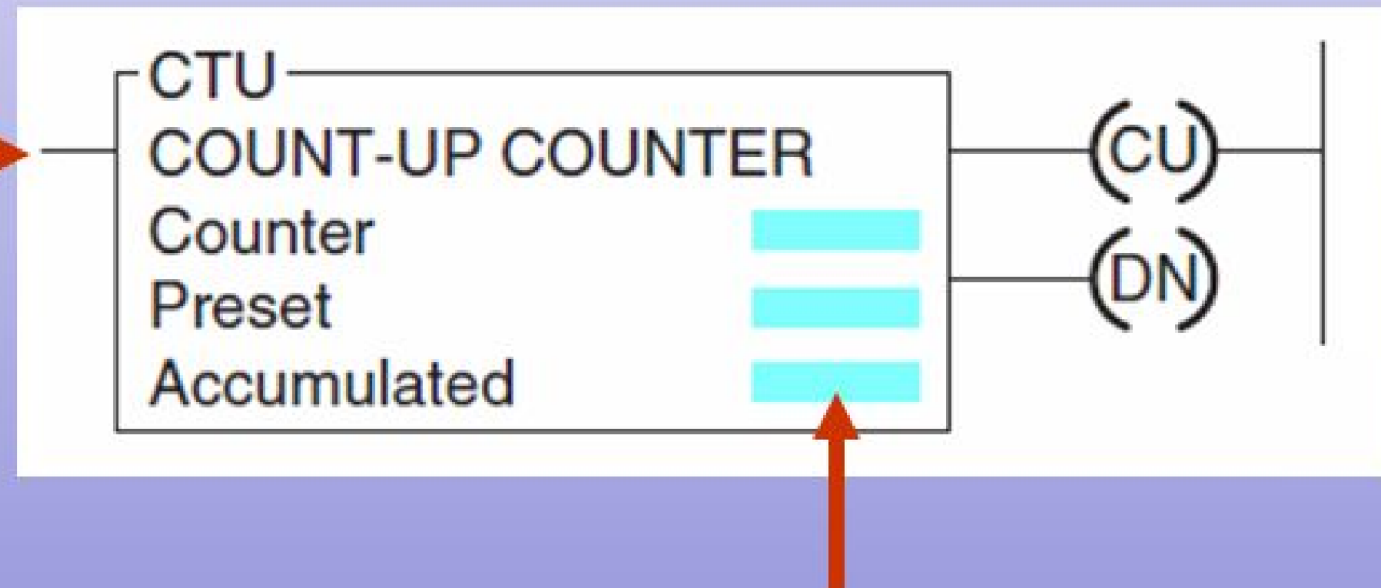 CTU
COUNT-UP COUNTER
(CU)
Counter
(DN)
Preset
Accumulated